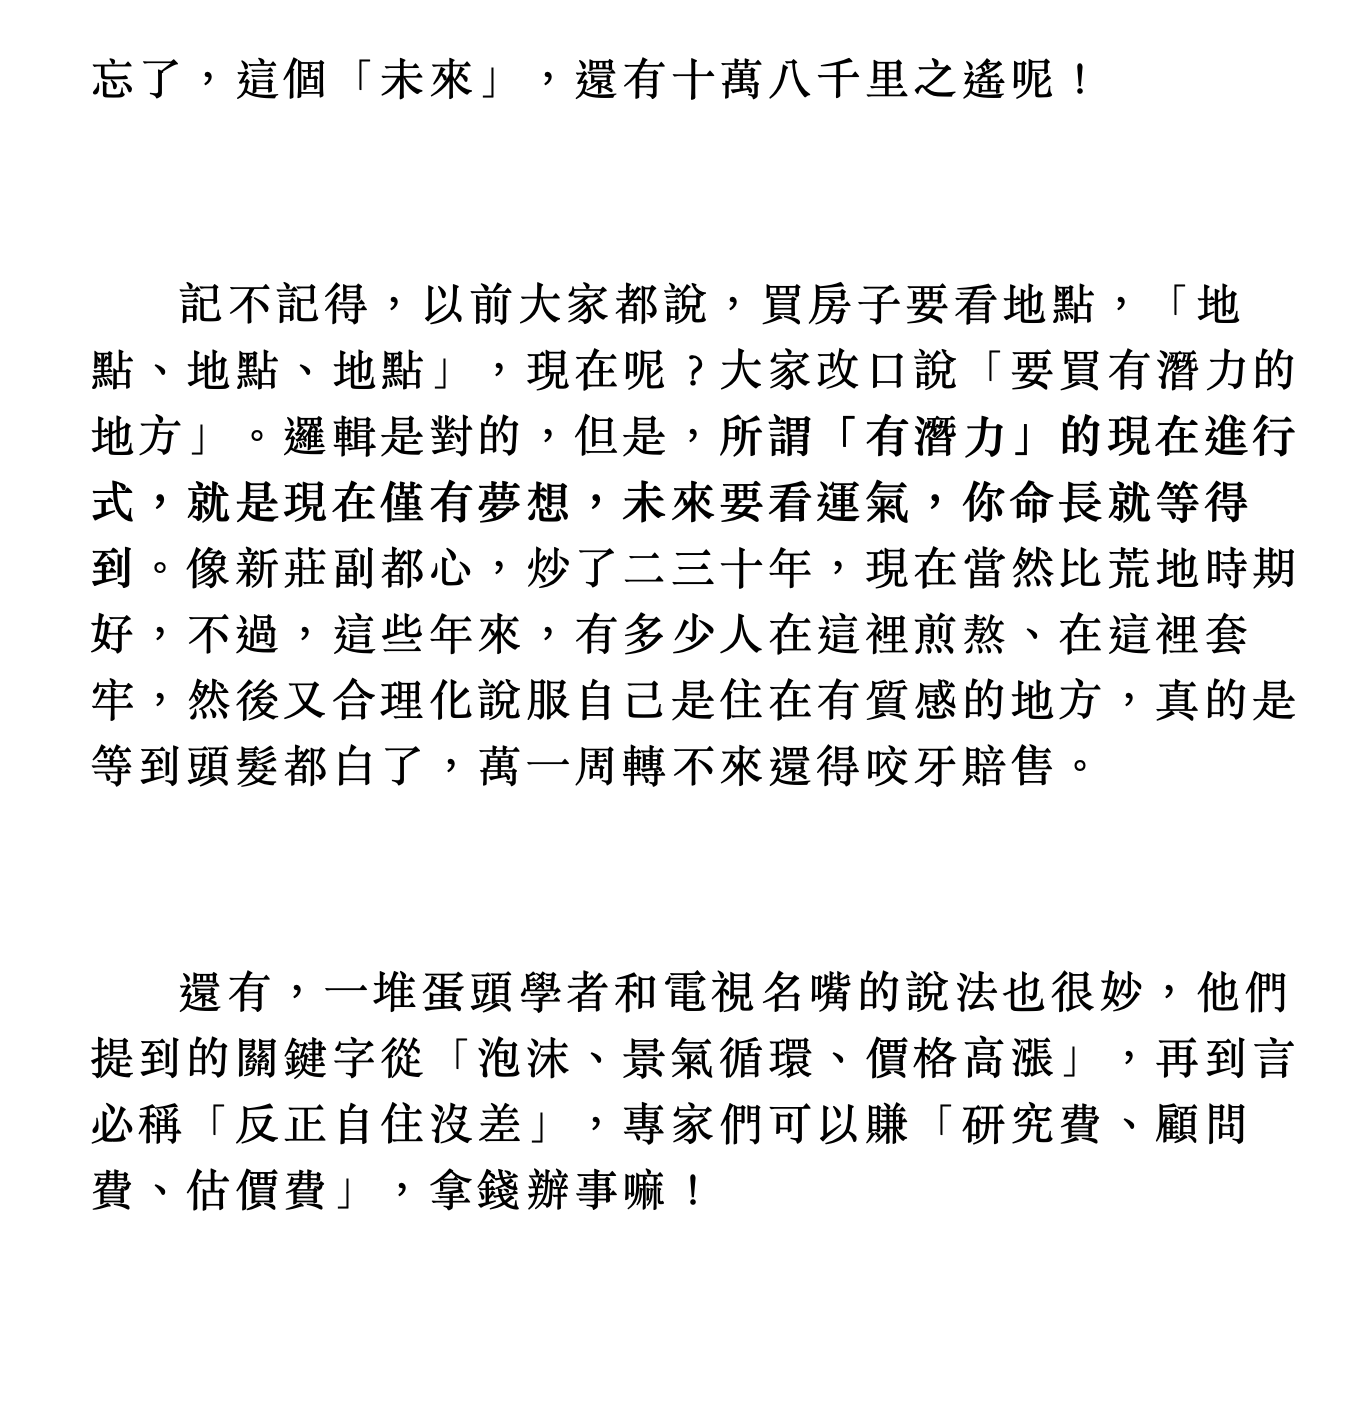 忘了，這個「未來」，還有十萬八千里之遙呢！
記不記得，以前大家都說，買房子要看地點，「地
點、地點、地點」，現在呢？大家改口說「要買有潛力的
地方」。邏輯是對的，但是，所謂「有潛力」的現在進行
式，就是現在僅有夢想，未來要看運氣，你命長就等得
到。像新莊副都心，炒了二三十年，現在當然比荒地時期
好，不過，這些年來，有多少人在這裡煎熬、在這裡套
牢，然後又合理化說服自己是住在有質感的地方，真的是
等到頭髮都白了，萬一周轉不來還得咬牙賠售。
還有，一堆蛋頭學者和電視名嘴的說法也很妙，他們
提到的關鍵字從「泡沫、景氣循環、價格高漲」，再到言
必稱「反正自住沒差」，專家們可以賺「研究費、顧問
費、估價費」，拿錢辦事嘛！